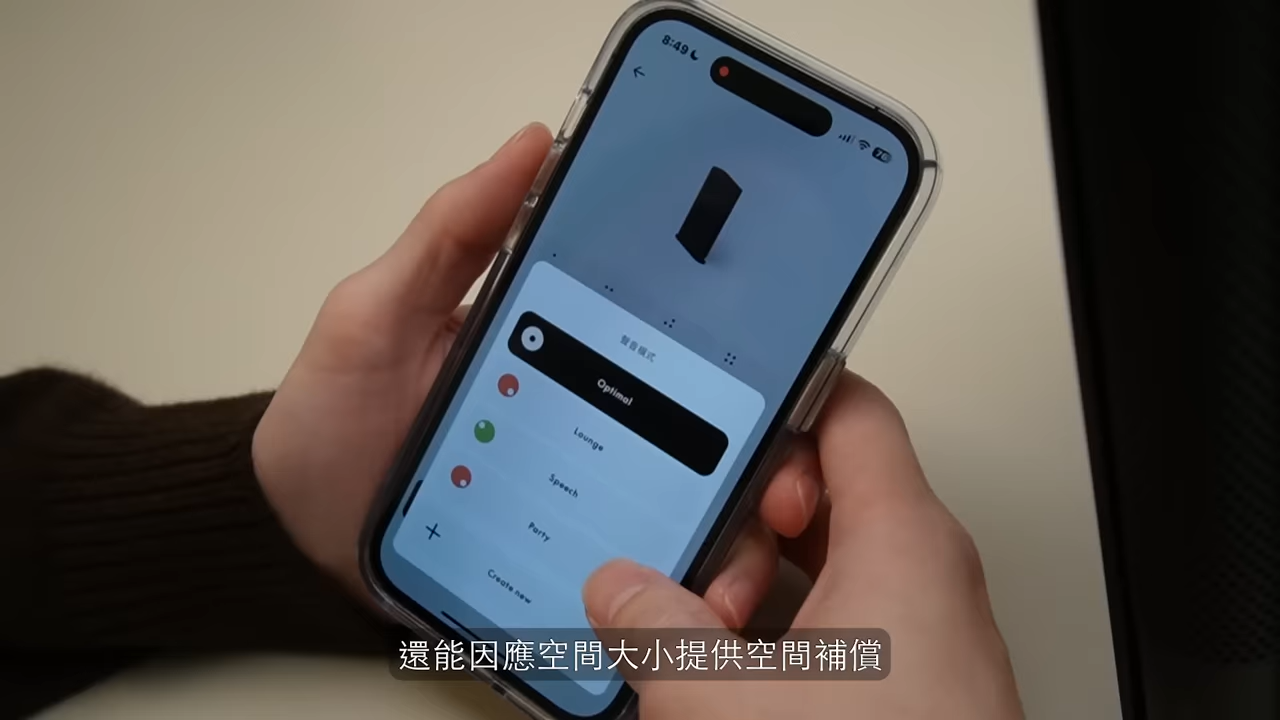 8:49
76
聲音模式
Optimal
Lounge
Speech
Party
Create new
還能因應空間大小提供空間補償